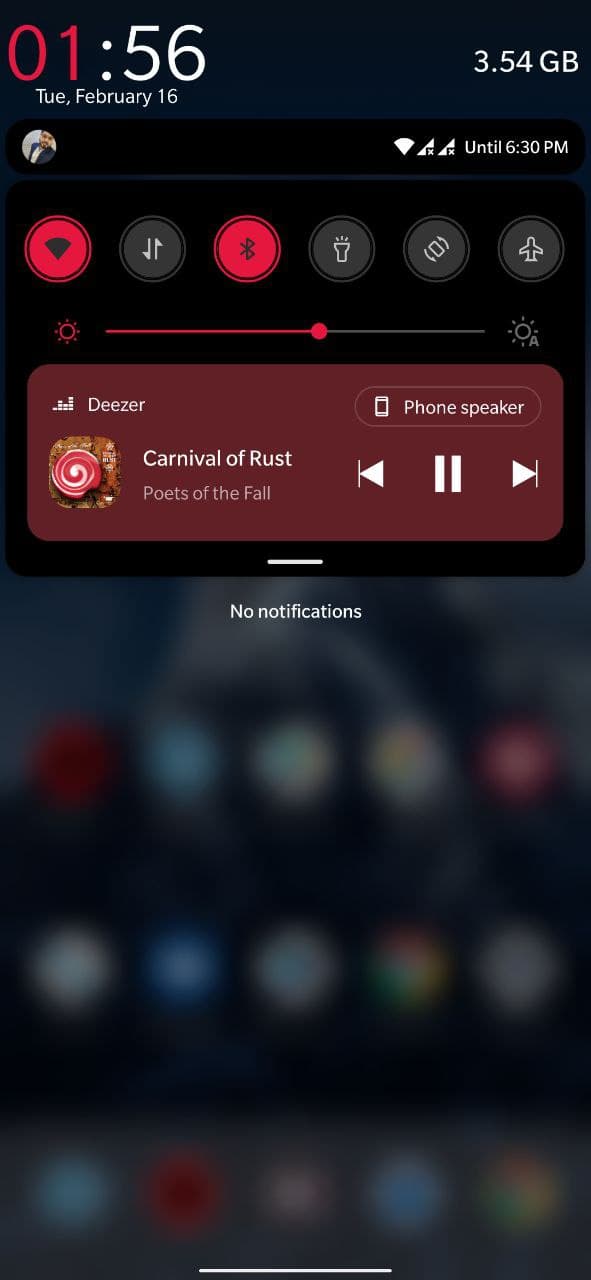 01:56
3.54 GB
Tue, February 16
Until 6:30 PM
A
Deezer
Phone speaker
Carnival of Rust
Poets of the Fall
No notifications